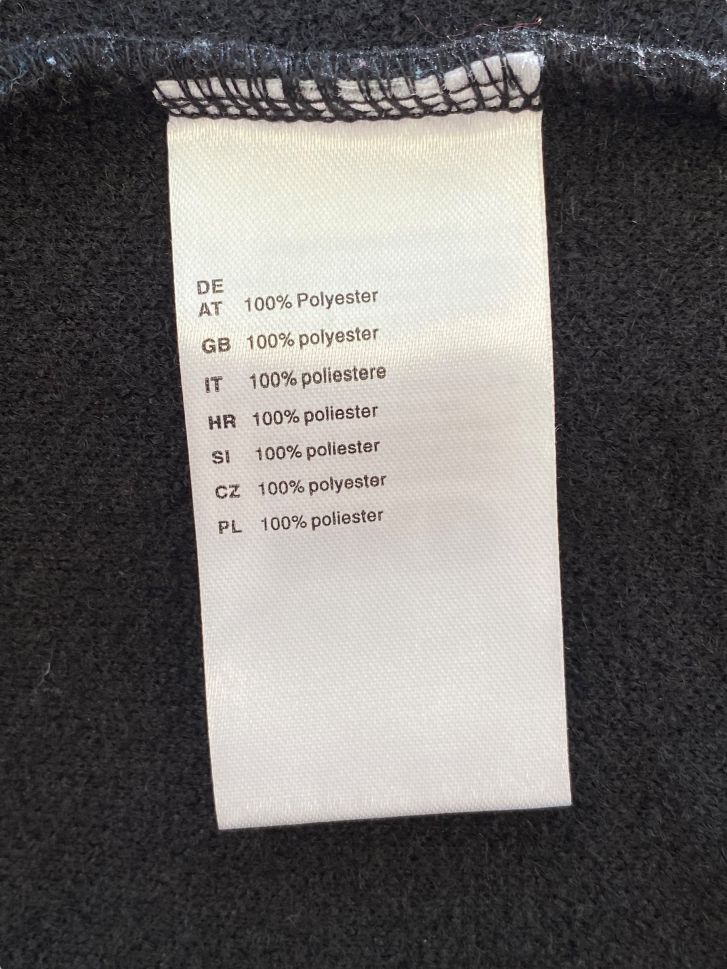 DE
AT 100% Polyester
GB 100% polyester
IT 100% poliestere
HR 100% poliester
SI 100% poliester
CZ 100% polyester
PL 100% poliester